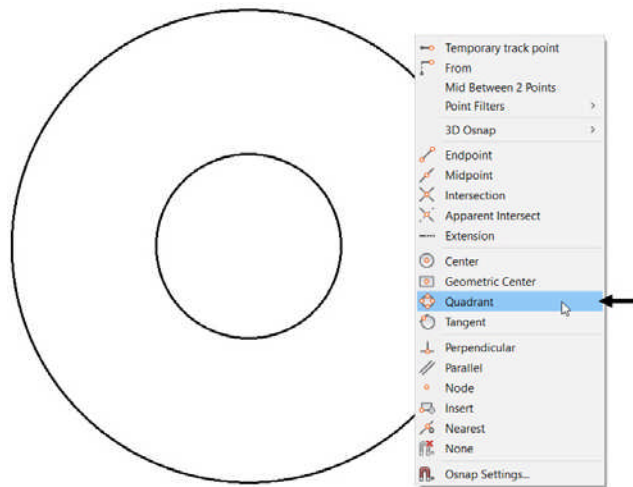 Temporary track point
From
Mid Between 2 Points
Point Filters
3D Osnap
Endpoint
Midpoint
Intersection
Apparent Intersect
Extension
Center
Geometric Center
Quadrant
Tangent
Perpendicular
Parallel
Node
Insert
Nearest
None
Osnap Settings...